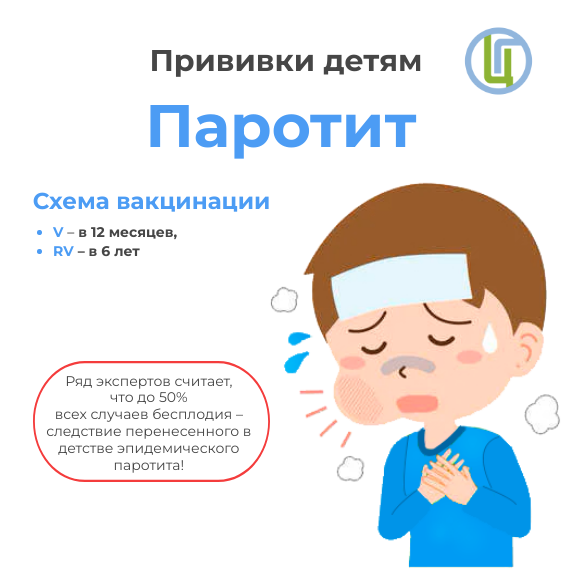 Прививки детям
Паротит
Схема вакцинации
• V – в 12 месяцев,
• RV – в 6 лет
Ряд экспертов считает,
что до 50%
всех случаев бесплодия –
следствие перенесенного в
детстве эпидемического
паротита!